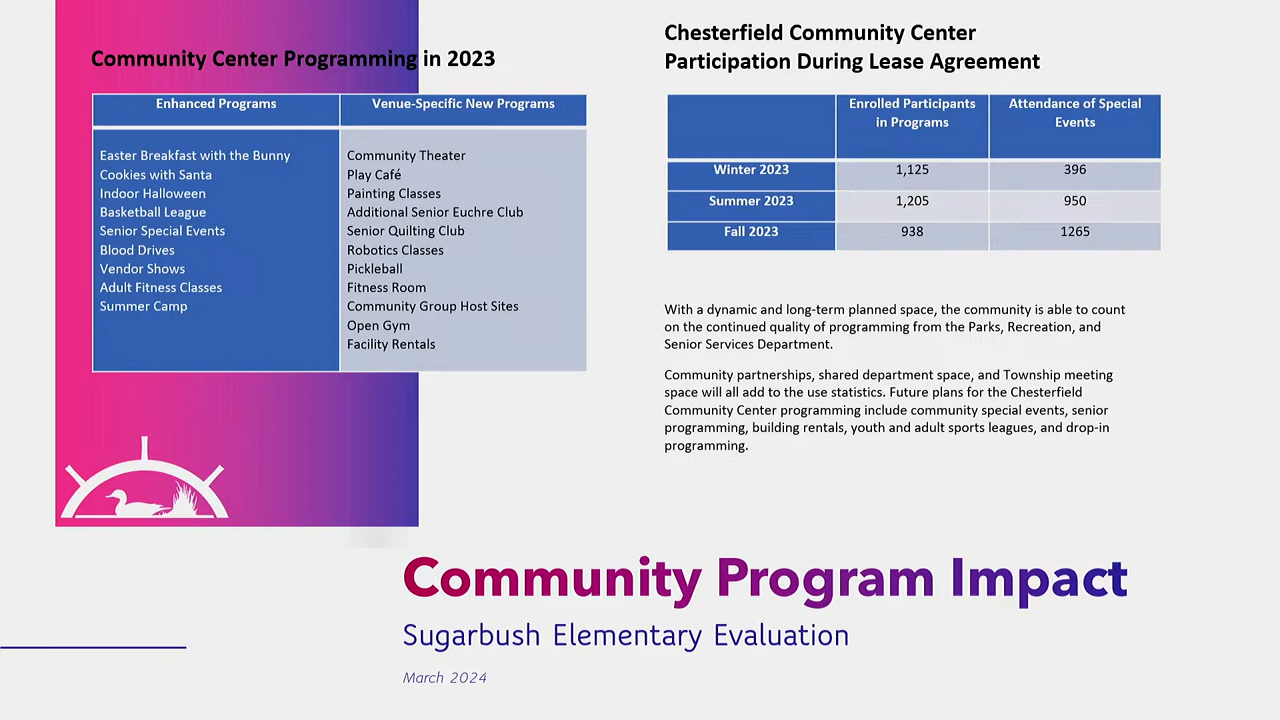 Community Center Programming in 2023
Enhanced Programs
Venue-Specific New Programs
Easter Breakfast with the Bunny
Cookies with Santa
Indoor Halloween
Basketball League
Senior Special Events
Blood Drives
Vendor Shows
Adult Fitness Classes
Summer Camp
Community Theater
Play Café
Painting Classes
Additional Senior Euchre Club
Senior Quilting Club
Robotics Classes
Pickleball
Fitness Room
Community Group Host Sites
Open Gym
Facility Rentals
Chesterfield Community Center
Participation During Lease Agreement
Enrolled Participants
in Programs
Attendance of Special
Events
Winter 2023 1,125 396
Summer 2023 1,205 950
Fall 2023 938 1265
With a dynamic and long-term planned space, the community is able to count
on the continued quality of programming from the Parks, Recreation, and
Senior Services Department.
Community partnerships, shared department space, and Township meeting
space will all add to the use statistics. Future plans for the Chesterfield
Community Center programming include community special events, senior
programming, building rentals, youth and adult sports leagues, and drop-in
programming.
Community Program Impact
Sugarbush Elementary Evaluation
March 2024